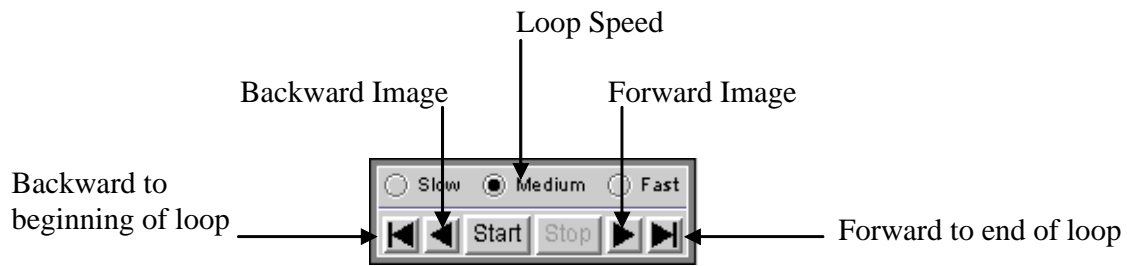 Loop Speed
Backward Image
Forward Image
Backward to
beginning of loop
Slow Medium Fast
Start Stop
Forward to end of loop